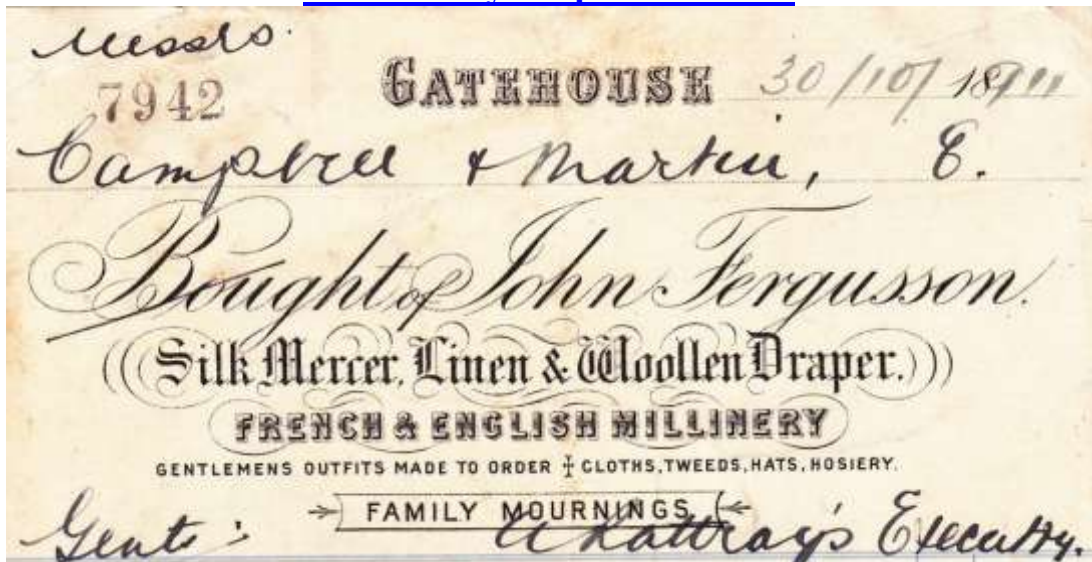 Messrs.
7942
GATEHOUSE 30/10/18
Campbell & Martin, E.
Bought of John Fergusson.
Silk Mercer, Linen & Woollen Draper.
FRENCH & ENGLISH MILLINERY
GENTLEMENS OUTFITS MADE TO ORDER ‡ CLOTHS, TWEEDS, HATS, HOSIERY.
FAMILY MOURNINGS
Gents: A Rattray's Executry.